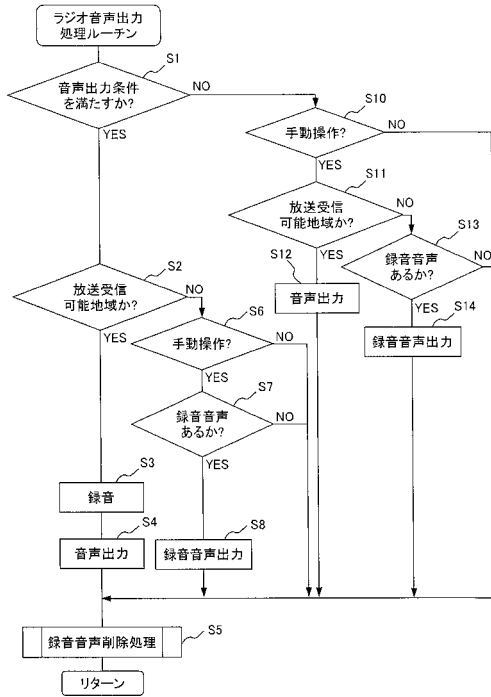 ラジオ音声出力
処理ルーチン
S1
音声出力条件
を満たすか?
NO
YES
S10
手動操作?
NO
YES
S11
放送受信
可能地域か?
NO
YES
S13
録音音声
あるか?
NO
YES
S12
音声出力
S14
録音音声出力
S2
放送受信
可能地域か?
NO
YES
S6
手動操作?
NO
YES
S7
録音音声
あるか?
NO
YES
S3
録音
S4
音声出力
S8
録音音声出力
録音音声削除処理
S5
リターン